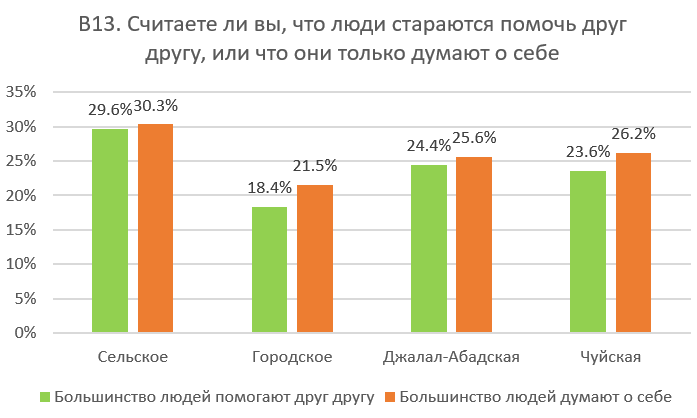 B13. Считаете ли вы, что люди стараются помочь друг
другу, или что они только думают о себе
35%
30%
25%
20%
15%
10%
5%
0%
29.6%
30.3%
18.4%
21.5%
24.4%
25.6%
23.6%
26.2%
Сельское
Городское
Джалал-Абадская
Чуйская
Большинство людей помогают друг другу
Большинство людей думают о себе